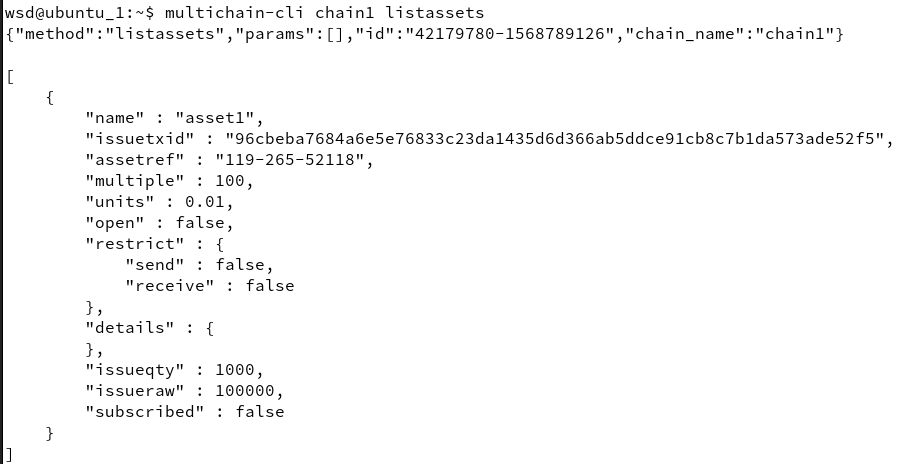 wsd@ubuntu_1:~$ multichain-cli chain1 listassets
{"method":"listassets","params":[],"id":"42179780-1568789126","chain_name":"chain1"}
[
{
"name" : "asset1",
"issuetxid" : "96cbeba7684a6e5e76833c23da1435d6d366ab5ddce91cb8c7b1da573ade52f5",
"assetref" : "119-265-52118",
"multiple" : 100,
"units" : 0.01,
"open" : false,
"restrict" : {
"send" : false,
"receive" : false
},
"details" : {
},
"issueqty" : 1000,
"issueraw" : 100000,
"subscribed" : false
}
]